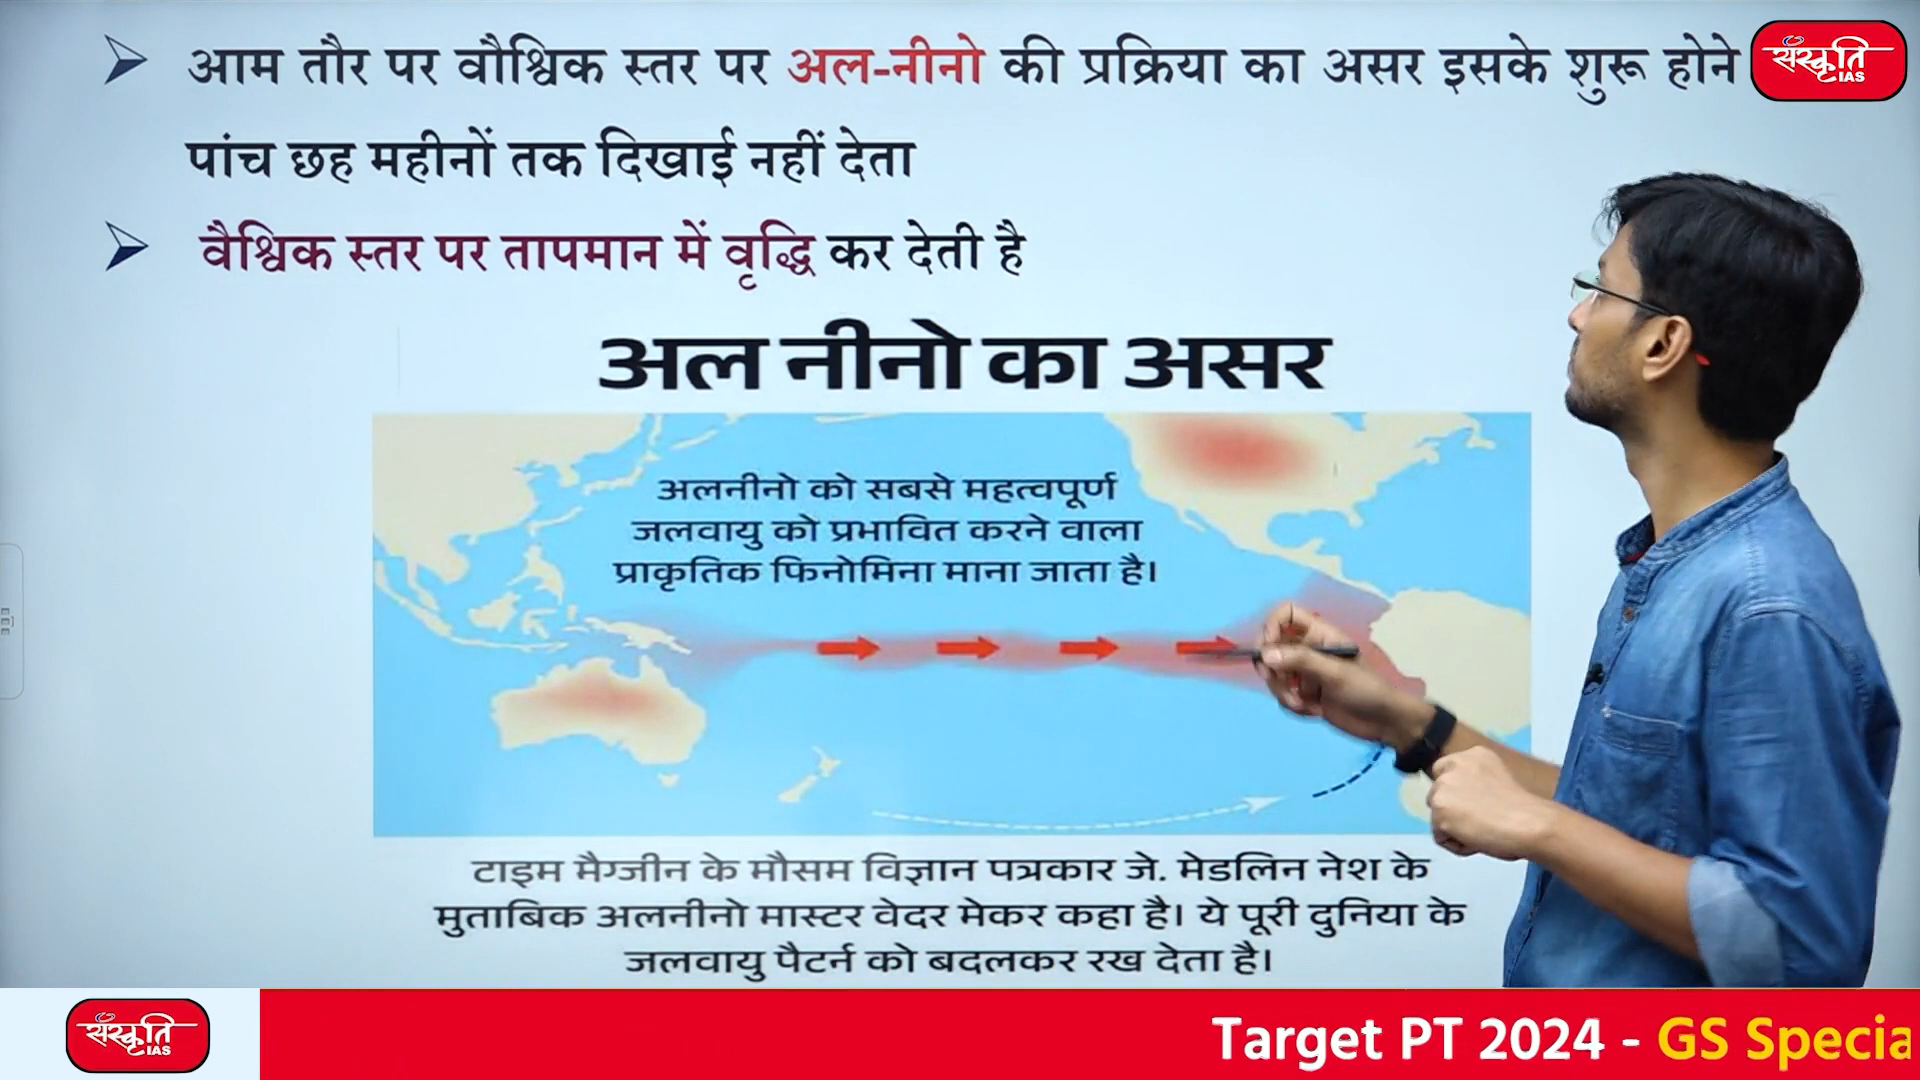 आम तौर पर वौश्विक स्तर पर अल-नीनो की प्रक्रिया का असर इसके शुरू होने
संस्कृति
IAS
पांच छह महीनों तक दिखाई नहीं देता
वैश्विक स्तर पर तापमान में वृद्धि कर देती है
अल नीनो का असर
अलनीनो को सबसे महत्वपूर्ण
जलवायु को प्रभावित करने वाला
प्राकृतिक फिनोमिना माना जाता है।
टाइम मैग्जीन के मौसम विज्ञान पत्रकार जे. मेडलिन नेश के
मुताबिक अलनीनो मास्टर वेदर मेकर कहा है। ये पूरी दुनिया के
जलवायु पैटर्न को बदलकर रख देता है।
संस्कृति
IAS
Target PT 2024 - GS Specia